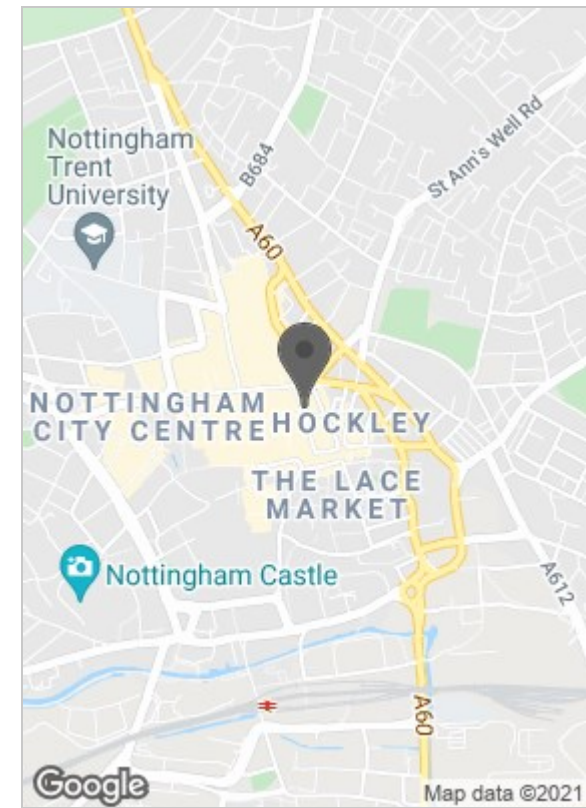 Nottingham
Trent
University
B684
St Ann's Well Rd
A60
NOTTINGHAM
CITY CENTRE
HOCKLEY
THE LACE
MARKET
Nottingham Castle
A612
A60
Google
Map data ©2021